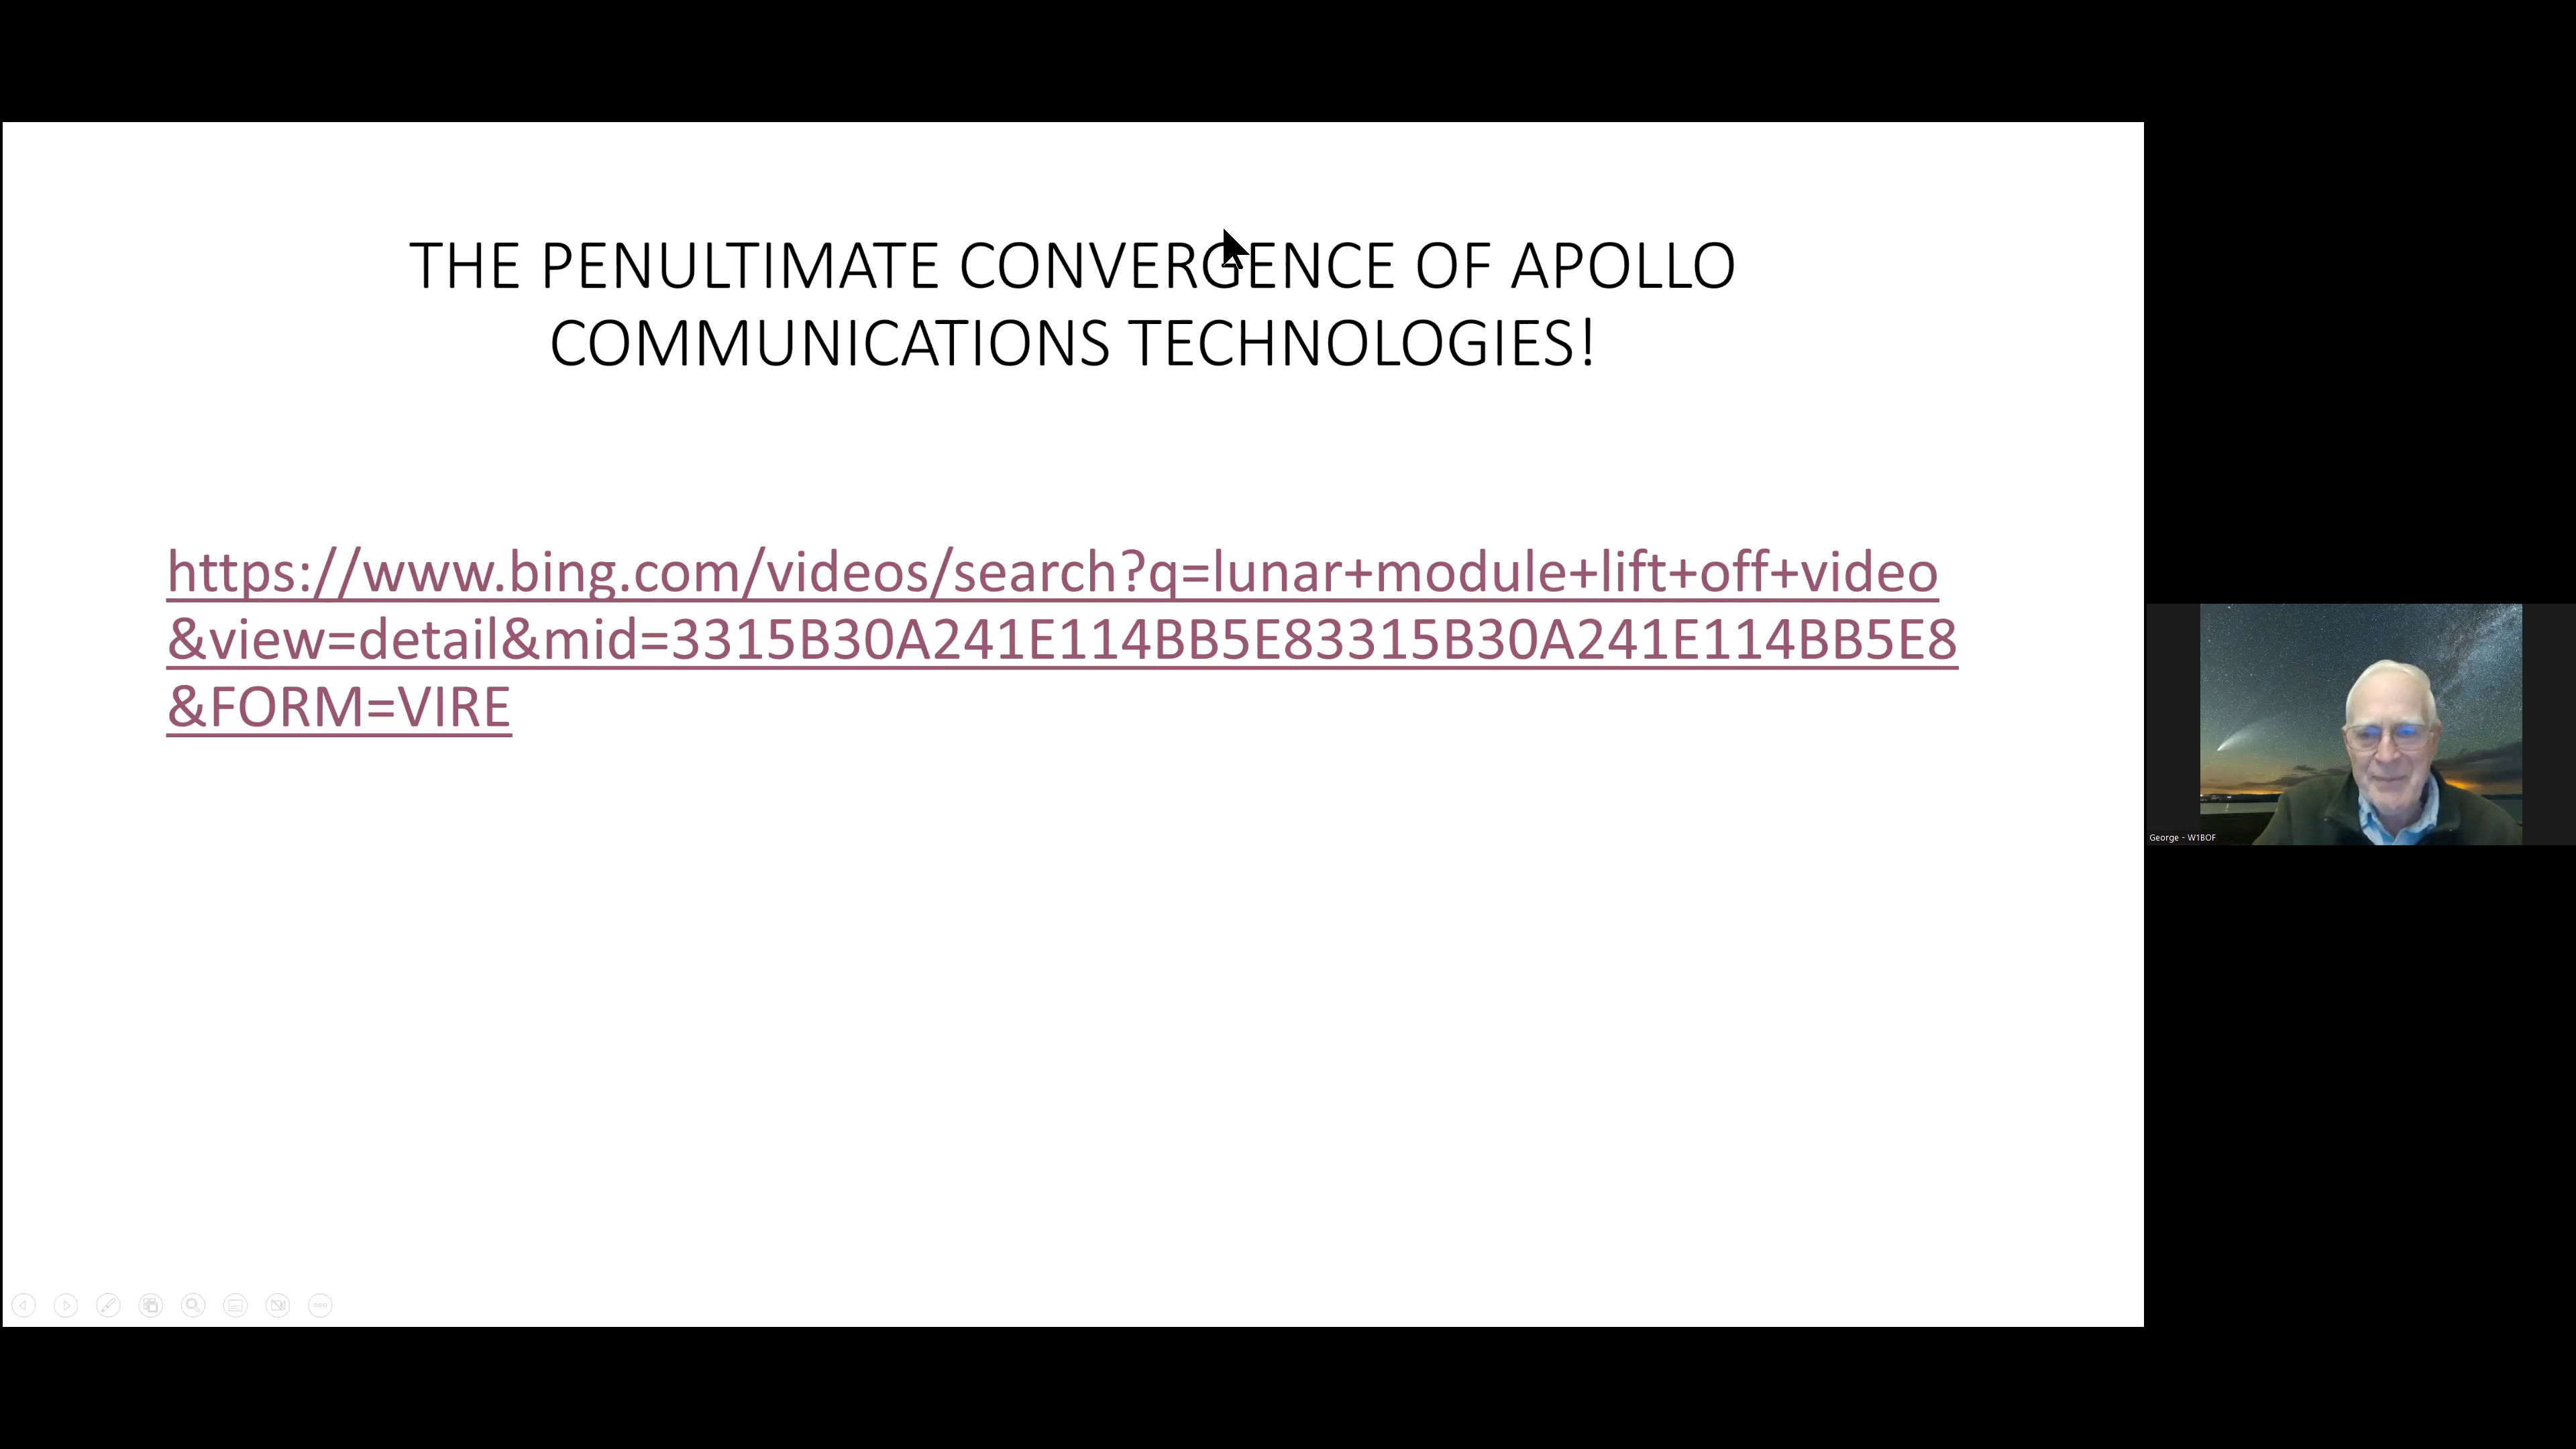 THE PENULTIMATE CONVERGENCE OF APOLLO
COMMUNICATIONS TECHNOLOGIES!
https://www.bing.com/videos/search?q=lunar+module+lift+off+video
&view=detail&mid=3315B30A241E114BB5E83315B30A241E114BB5E8
&FORM=VIRE
George - W1BOF